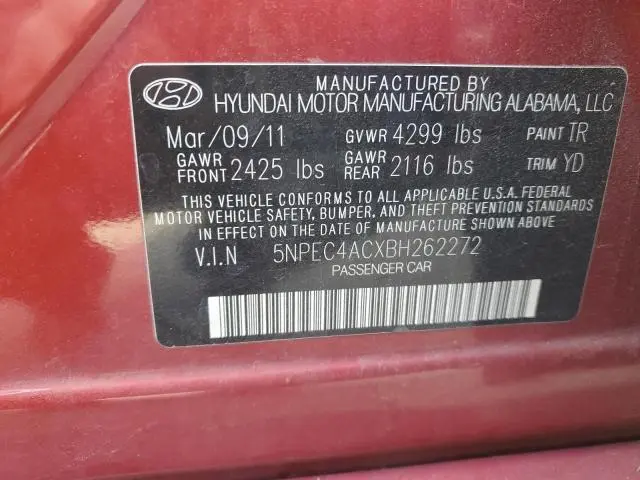 MANUFACTURED BY
HYUNDAI MOTOR MANUFACTURING ALABAMA, LLC
Mar/09/11 GVWR 4299 lbs PAINT TR
GAWR FRONT 2425 lbs GAWR REAR 2116 lbs TRIM YD
THIS VEHICLE CONFORMS TO ALL APPLICABLE U.S.A. FEDERAL
MOTOR VEHICLE SAFETY, BUMPER, AND THEFT PREVENTION STANDARDS
IN EFFECT ON THE DATE OF MANUFACTURE SHOWN ABOVE
V.I.N 5NPEC4ACXBH262272
PASSENGER CAR